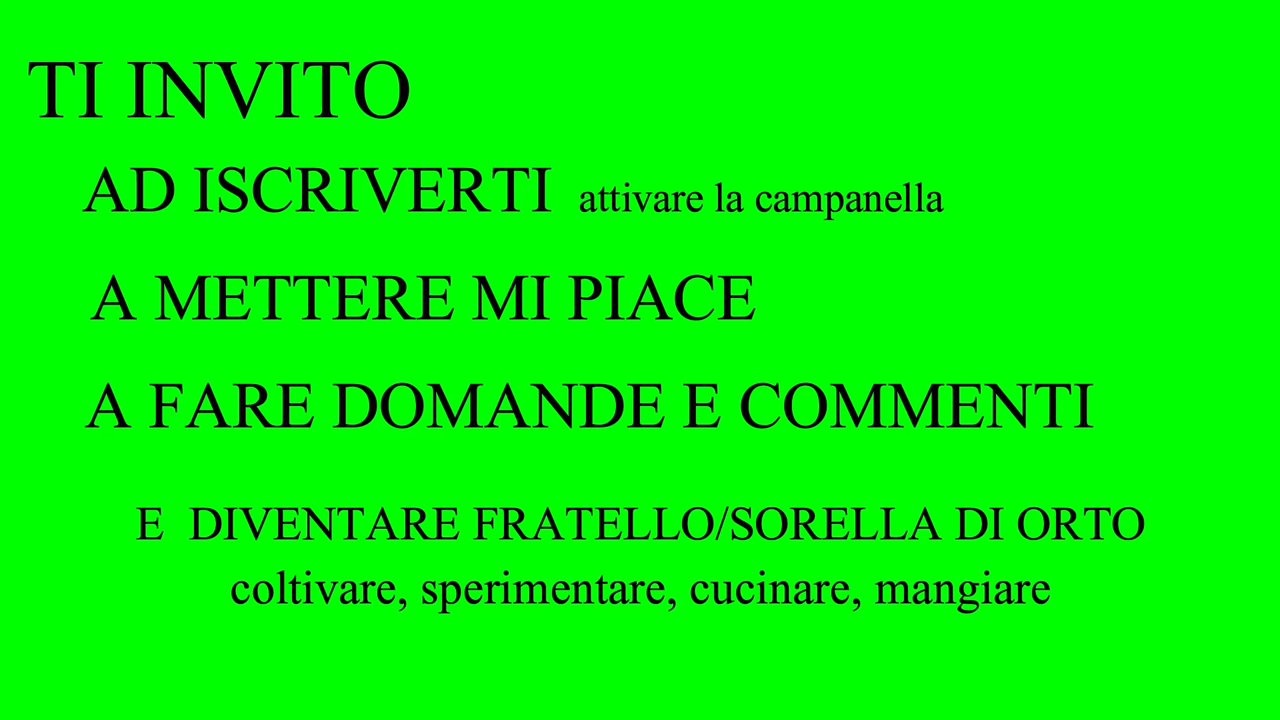 TI INVITO
AD ISCRIVERTI attivare la campanella
A METTERE MI PIACE
A FARE DOMANDE E COMMENTI
E DIVENTARE FRATELLO/SORELLA DI ORTO
coltivare, sperimentare, cucinare, mangiare